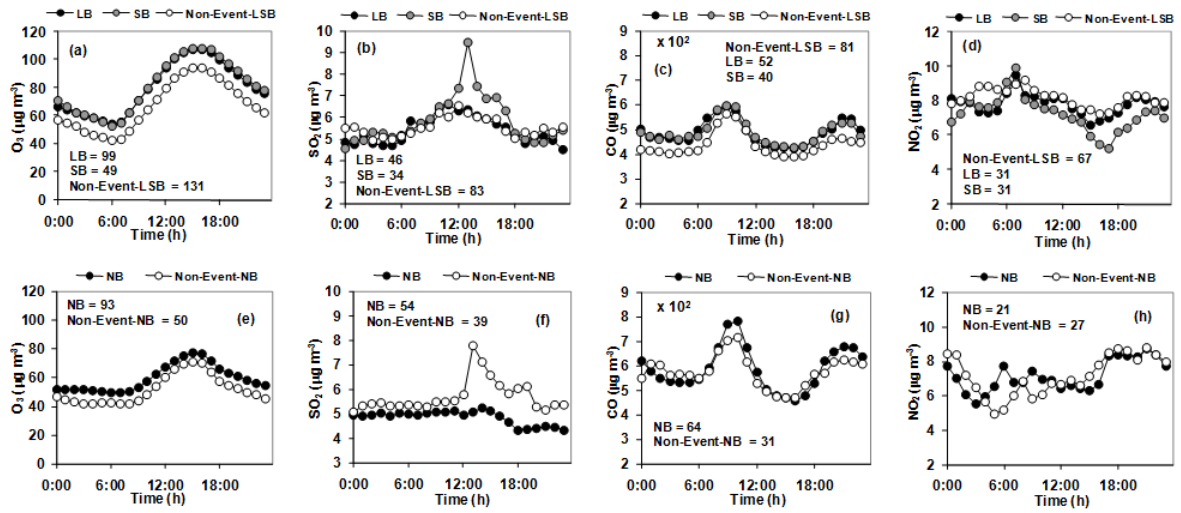 LB SB Non-Event-LSB
(a)
O₃ (µg m⁻³)
120
100
80
60
40
20
0
LB = 99
SB = 49
Non-Event-LSB = 131
0:00 6:00 12:00 18:00
Time (h)
LB SB Non-Event-LSB
(b)
SO₂ (µg m⁻³)
10
9
8
7
6
5
4
3
2
LB = 46
SB = 34
Non-Event-LSB = 83
0:00 6:00 12:00 18:00
Time (h)
LB SB Non-Event-LSB
x 10²
(c)
Non-Event-LSB = 81
LB = 52
SB = 40
CO (µg m⁻³)
9
8
7
6
5
4
3
2
0:00 6:00 12:00 18:00
Time (h)
LB SB Non-Event-LSB
(d)
NO₂ (µg m⁻³)
12
10
8
6
4
2
Non-Event-LSB = 67
LB = 31
SB = 31
0:00 6:00 12:00 18:00
Time (h)
NB Non-Event-NB
NB = 93
Non-Event-NB = 50
(e)
O₃ (µg m⁻³)
120
100
80
60
40
20
0
0:00 6:00 12:00 18:00
Time (h)
NB Non-Event-NB
NB = 54
Non-Event-NB = 39
(f)
SO₂ (µg m⁻³)
10
9
8
7
6
5
4
3
0:00 6:00 12:00 18:00
Time (h)
NB Non-Event-NB
x 10²
(g)
CO (µg m⁻³)
9
8
7
6
5
4
3
2
NB = 64
Non-Event-NB = 31
0:00 6:00 12:00 18:00
Time (h)
NB Non-Event-NB
NB = 21
Non-Event-NB = 27
(h)
NO₂ (µg m⁻³)
12
10
8
6
4
2
0:00 6:00 12:00 18:00
Time (h)